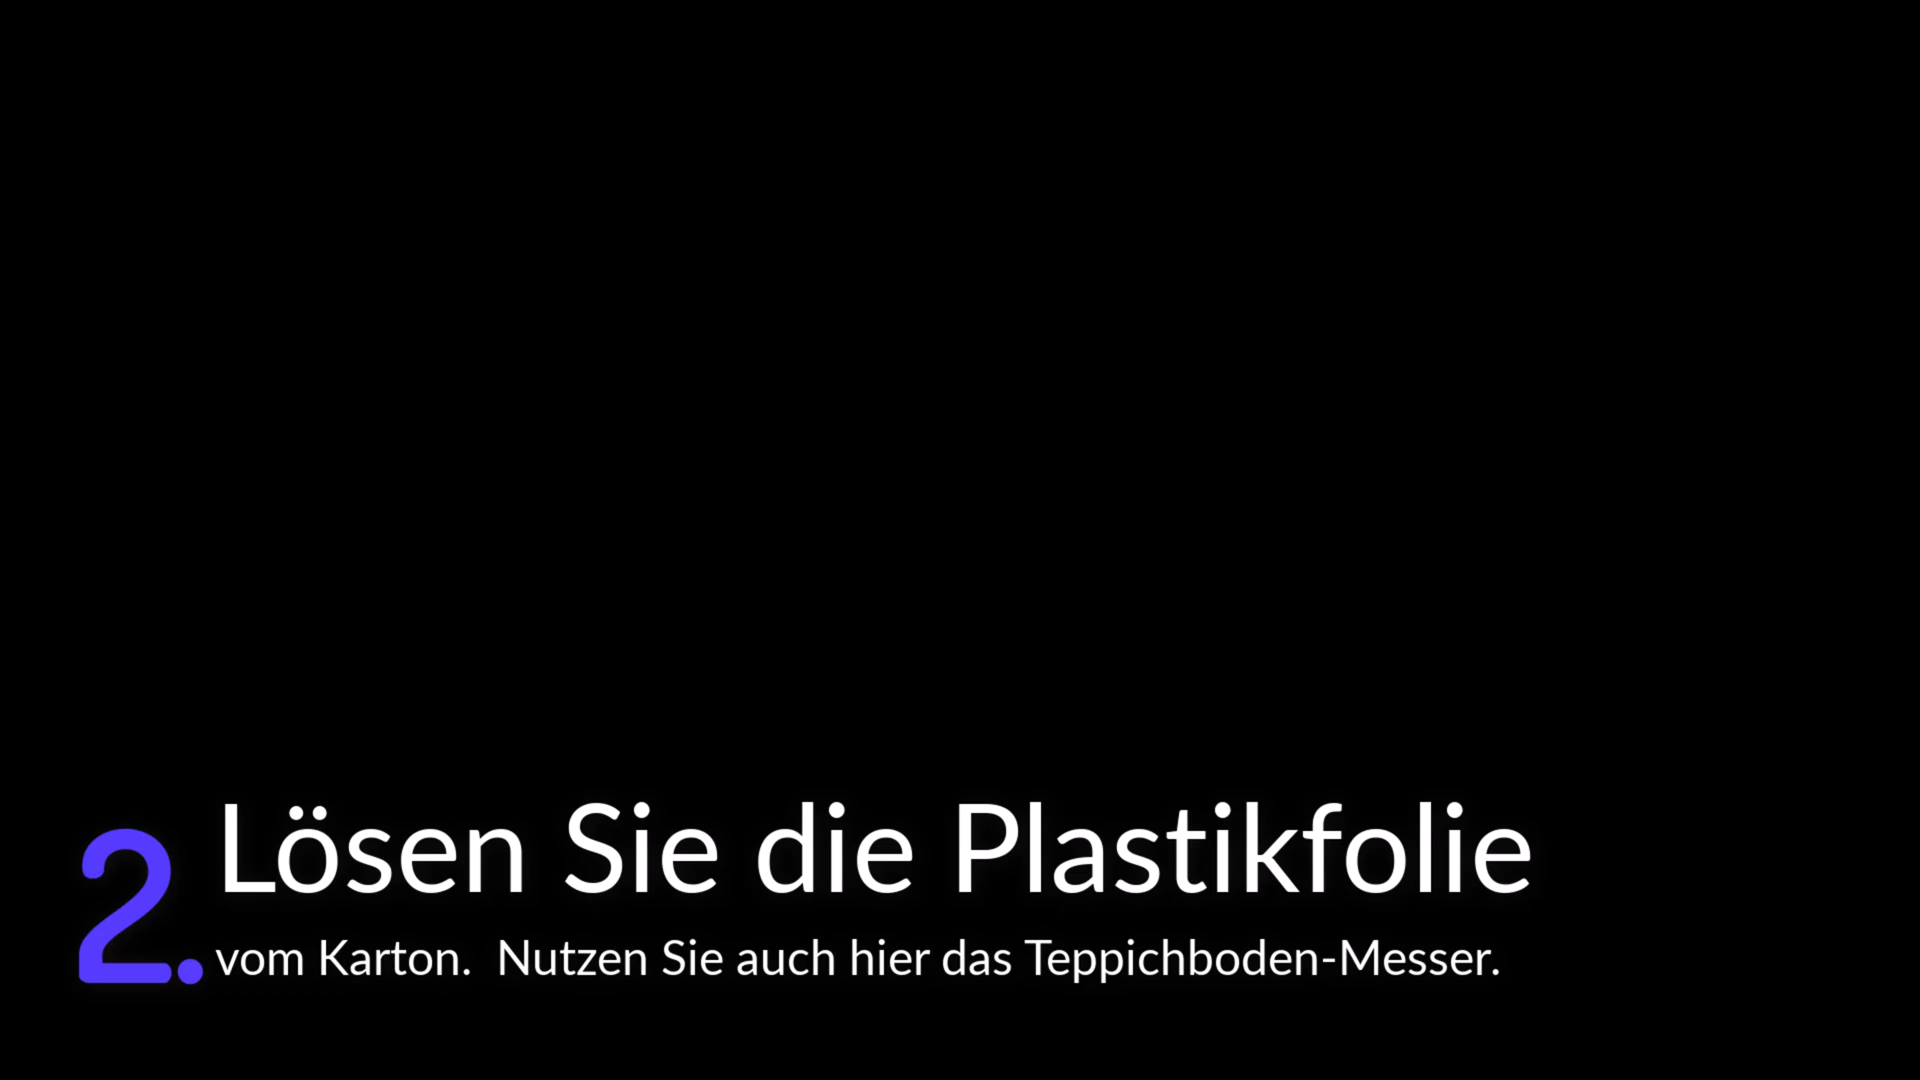 2. Lösen Sie die Plastikfolie
vom Karton.  Nutzen Sie auch hier das Teppichboden-Messer.